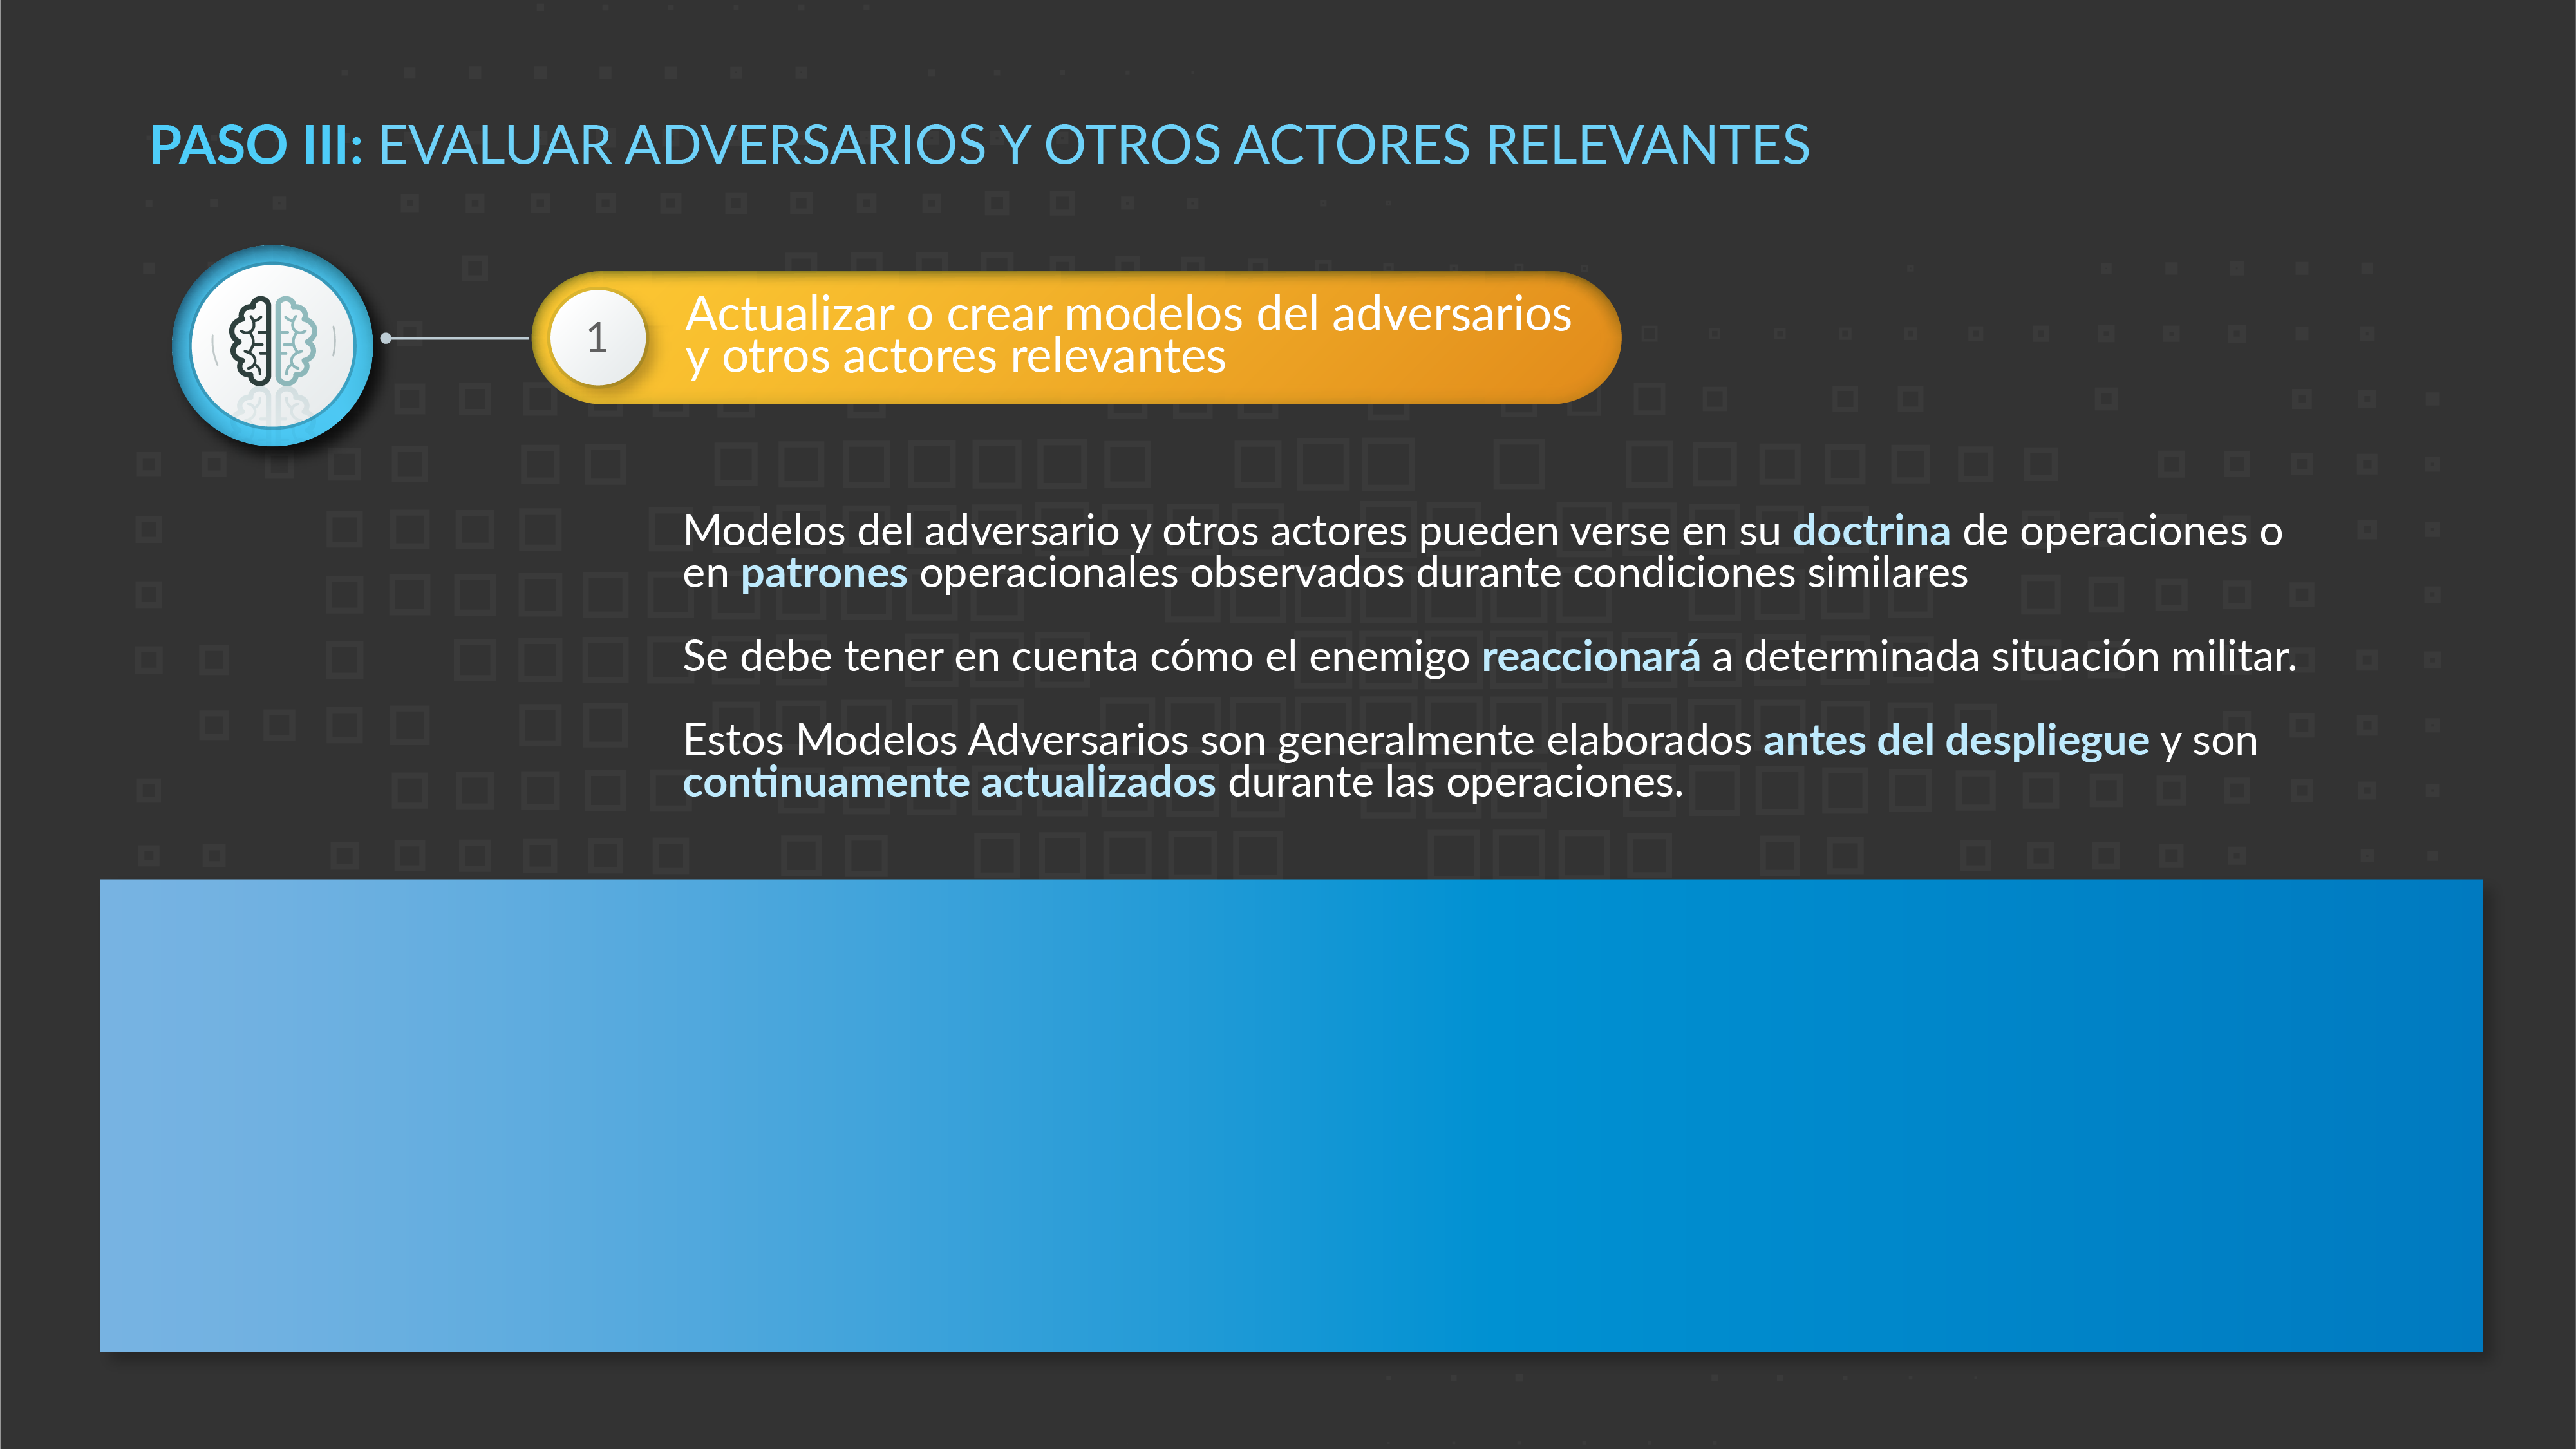 PASO III: EVALUAR ADVERSARIOS Y OTROS ACTORES RELEVANTES
1
Actualizar o crear modelos del adversarios
y otros actores relevantes
Modelos del adversario y otros actores pueden verse en su doctrina de operaciones o
en patrones operacionales observados durante condiciones similares
Se debe tener en cuenta cómo el enemigo reaccionará a determinada situación militar.
Estos Modelos Adversarios son generalmente elaborados antes del despliegue y son
continuamente actualizados durante las operaciones.